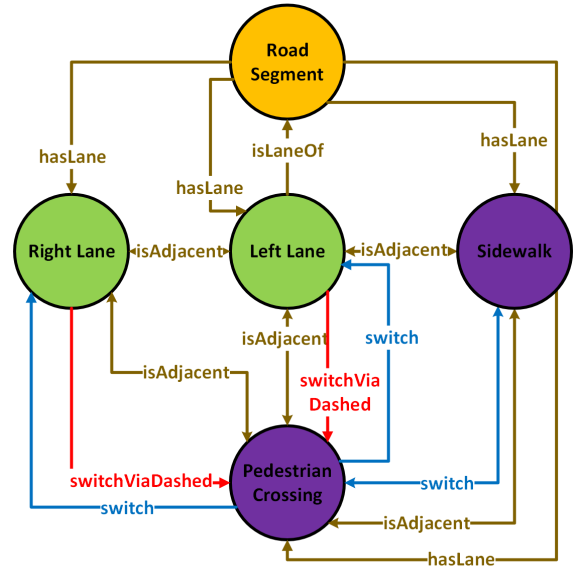 Road
Segment
isLaneOf
hasLane
hasLane
hasLane
Right Lane
isAdjacent
Left Lane
isAdjacent
Sidewalk
isAdjacent
switch
isAdjacent
switchVia
Dashed
switchViaDashed
Pedestrian
Crossing
switch
switch
isAdjacent
hasLane